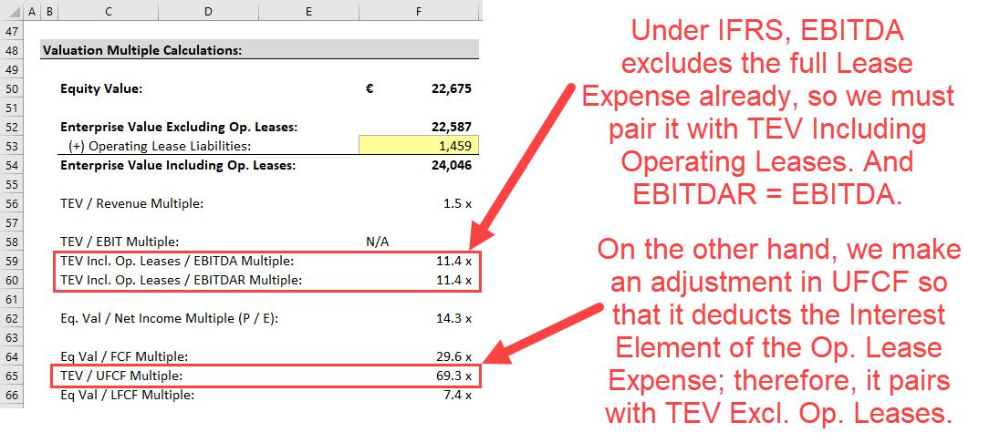 A B C D E F
47
48 Valuation Multiple Calculations:
49
50 Equity Value: € 22,675
51
52 Enterprise Value Excluding Op. Leases: 22,587
53 (+) Operating Lease Liabilities: 1,459
54 Enterprise Value Including Op. Leases: 24,046
55
56 TEV / Revenue Multiple: 1.5 x
57
58 TEV / EBIT Multiple: N/A
59 TEV Incl. Op. Leases / EBITDA Multiple: 11.4 x
60 TEV Incl. Op. Leases / EBITDAR Multiple: 11.4 x
61
62 Eq. Val / Net Income Multiple (P / E): 14.3 x
63
64 Eq Val / FCF Multiple: 29.6 x
65 TEV / UFCF Multiple: 69.3 x
66 Eq Val / LFCF Multiple: 7.4 x
Under IFRS, EBITDA
excludes the full Lease
Expense already, so we must
pair it with TEV Including
Operating Leases. And
EBITDAR = EBITDA.
On the other hand, we make
an adjustment in UFCF so
that it deducts the Interest
Element of the Op. Lease
Expense; therefore, it pairs
with TEV Excl. Op. Leases.